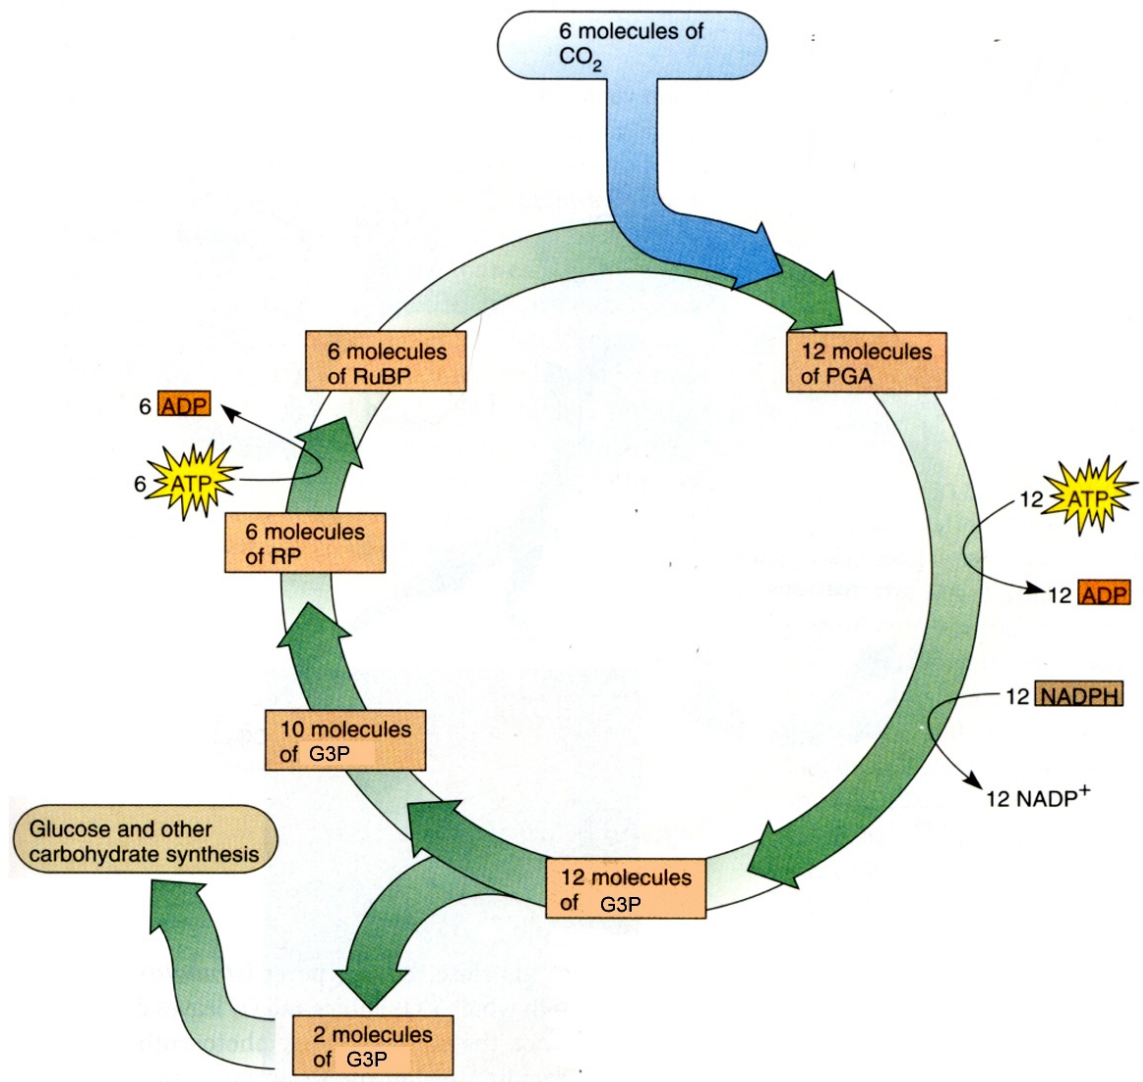 6 molecules of
CO2
6 molecules
of RuBP
12 molecules
of PGA
6 ADP
6 ATP
12 ATP
6 molecules
of RP
12 ADP
12 NADPH
10 molecules
of G3P
12 NADP+
Glucose and other
carbohydrate synthesis
12 molecules
of G3P
2 molecules
of G3P